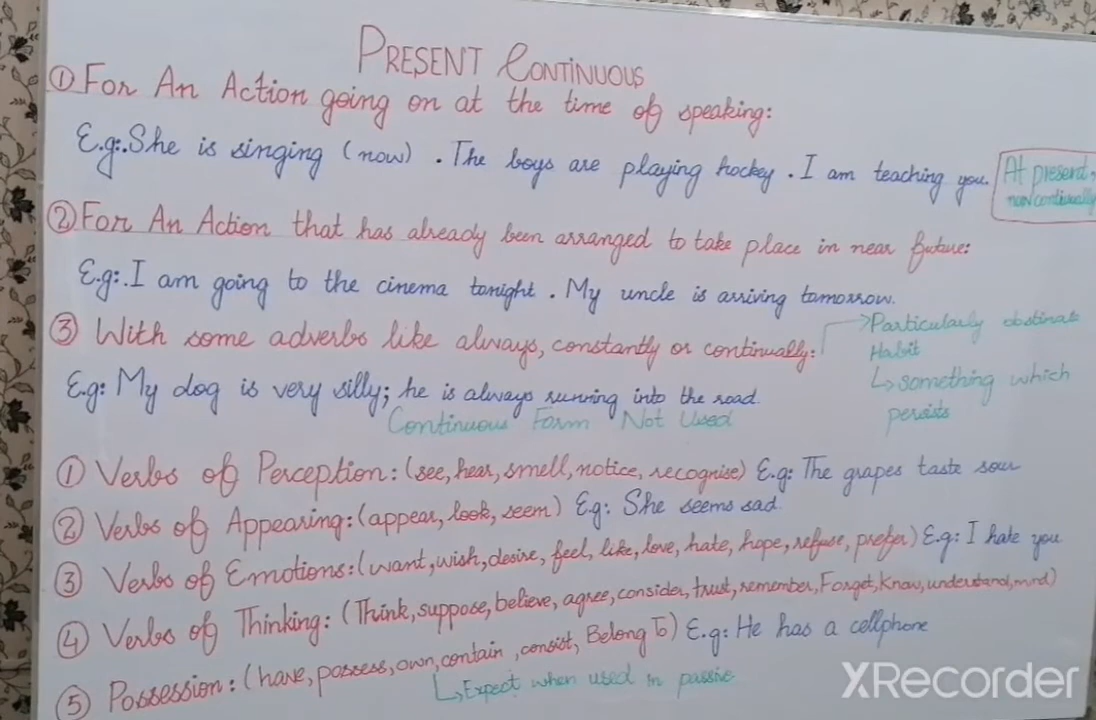 PRESENT CONTINUOUS
① For An Action going on at the time of speaking:
E.g:. She is singing (now) . The boys are playing hockey . I am teaching you.
At present,
now continually
② For An Action that has already been arranged to take place in near future:
E.g:. I am going to the cinema tonight . My uncle is arriving tomorrow.
③ With some adverbs like always, constantly or continually:
→Particularly obstinate
Habit
↳something which
persists
E.g: My dog is very silly; he is always running into the road.
Continuous Form Not Used
① Verbs of Perception: (see, hear, smell, notice, recognise) E.g: The grapes taste sour
② Verbs of Appearing: (appear, look, seem) E.g: She seems sad.
③ Verbs of Emotions: (want, wish, desire, feel, like, love, hate, hope, refuse, prefer) E.g: I hate you
④ Verbs of Thinking: (Think, suppose, believe, agree, consider, trust, remember, Forget, Know, understand, mind)
⑤ Possession: (have, possess, own, contain, consist, Belong To) E.g: He has a cellphone
↳Expect when used in passive
XRecorder